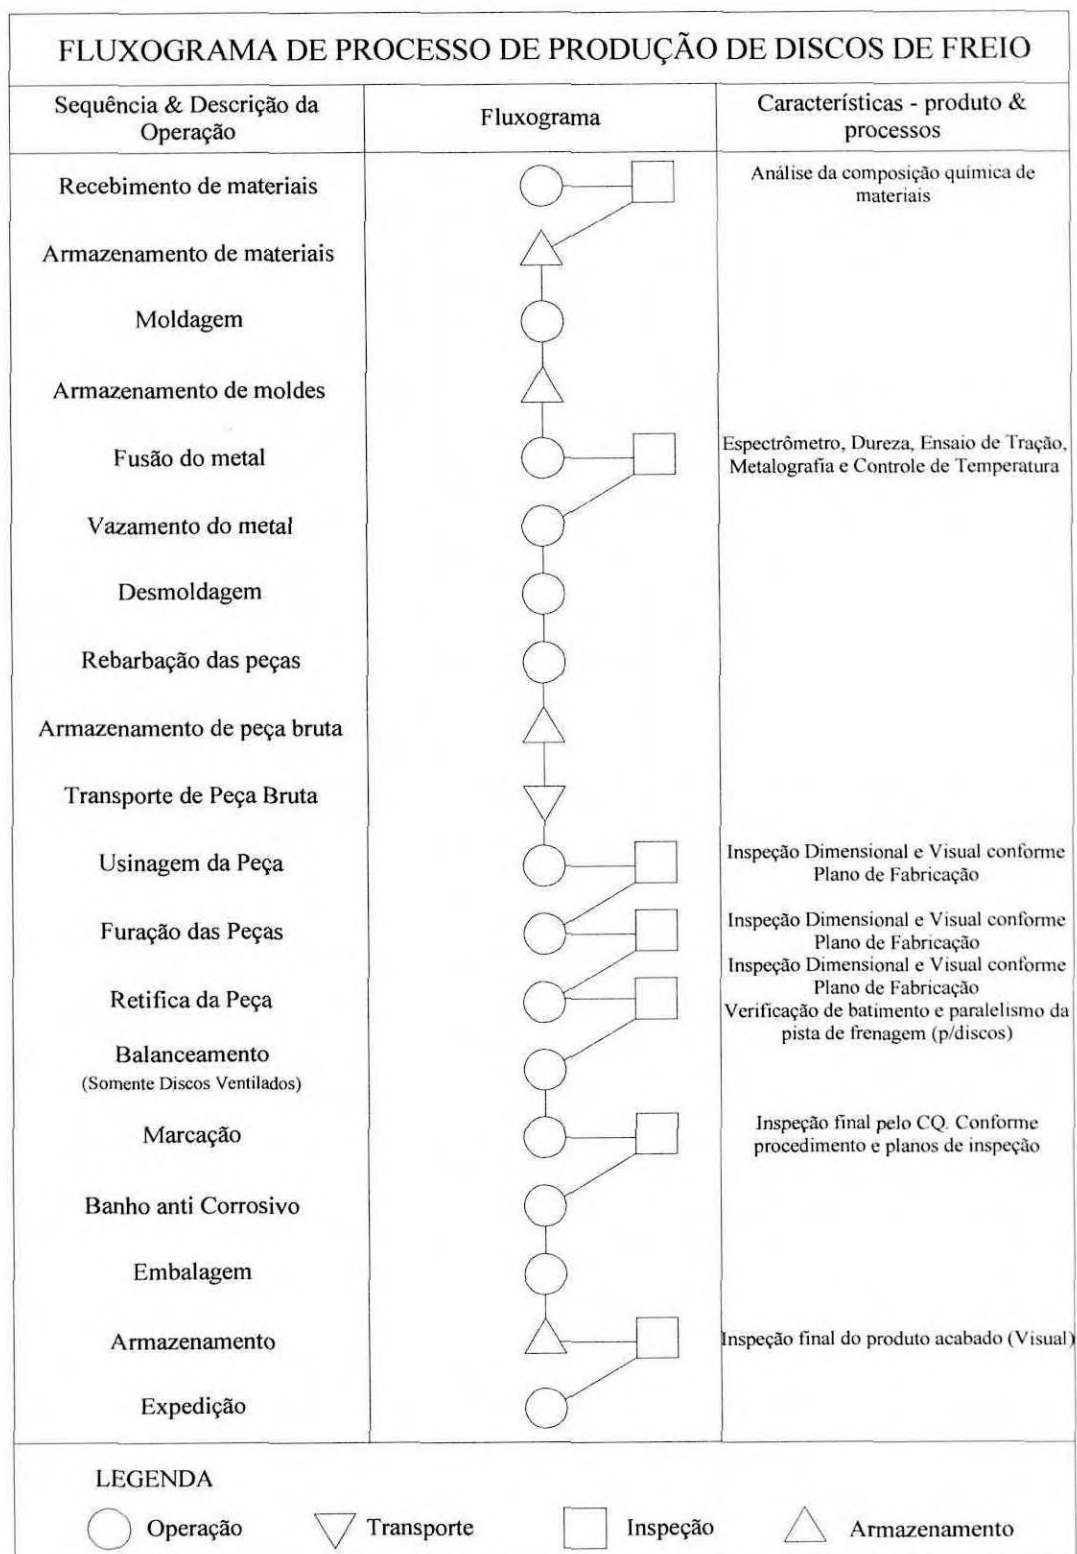 FLUXOGRAMA DE PROCESSO DE PRODUÇÃO DE DISCOS DE FREIO
Sequência & Descrição da
Operação
Fluxograma
Características - produto &
processos
Recebimento de materiais
Análise da composição química de
materiais
Armazenamento de materiais
Moldagem
Armazenamento de moldes
Fusão do metal
Espectrômetro, Dureza, Ensaio de Tração,
Metalografia e Controle de Temperatura
Vazamento do metal
Desmoldagem
Rebarbação das peças
Armazenamento de peça bruta
Transporte de Peça Bruta
Usinagem da Peça
Inspeção Dimensional e Visual conforme
Plano de Fabricação
Furação das Peças
Inspeção Dimensional e Visual conforme
Plano de Fabricação
Retifica da Peça
Inspeção Dimensional e Visual conforme
Plano de Fabricação
Verificação de batimento e paralelismo da
pista de frenagem (p/discos)
Balanceamento
(Somente Discos Ventilados)
Marcação
Inspeção final pelo CQ. Conforme
procedimento e planos de inspeção
Banho anti Corrosivo
Embalagem
Armazenamento
Inspeção final do produto acabado (Visual)
Expedição
LEGENDA
Operação
Transporte
Inspeção
Armazenamento